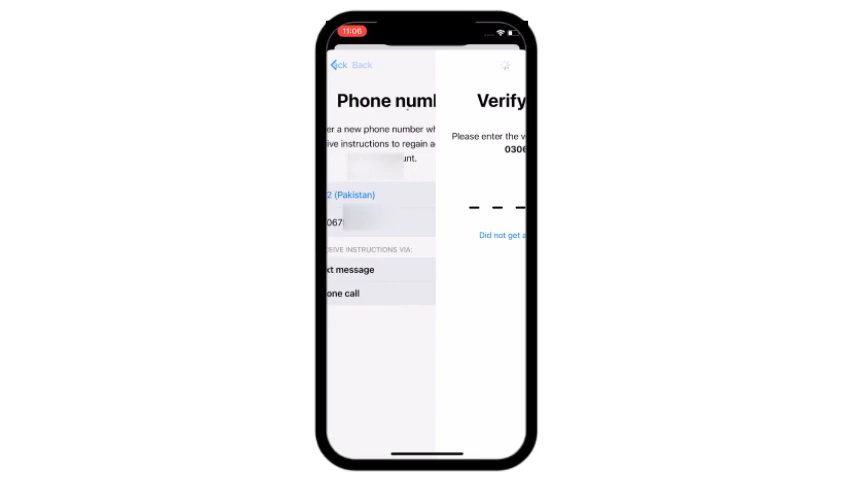 11:06
Back
Phone num
er a new phone number wh
ive instructions to regain a
unt.
2 (Pakistan)
067
EIVE INSTRUCTIONS VIA:
xt message
one call
Verify
Please enter the v
0306
Did not get a